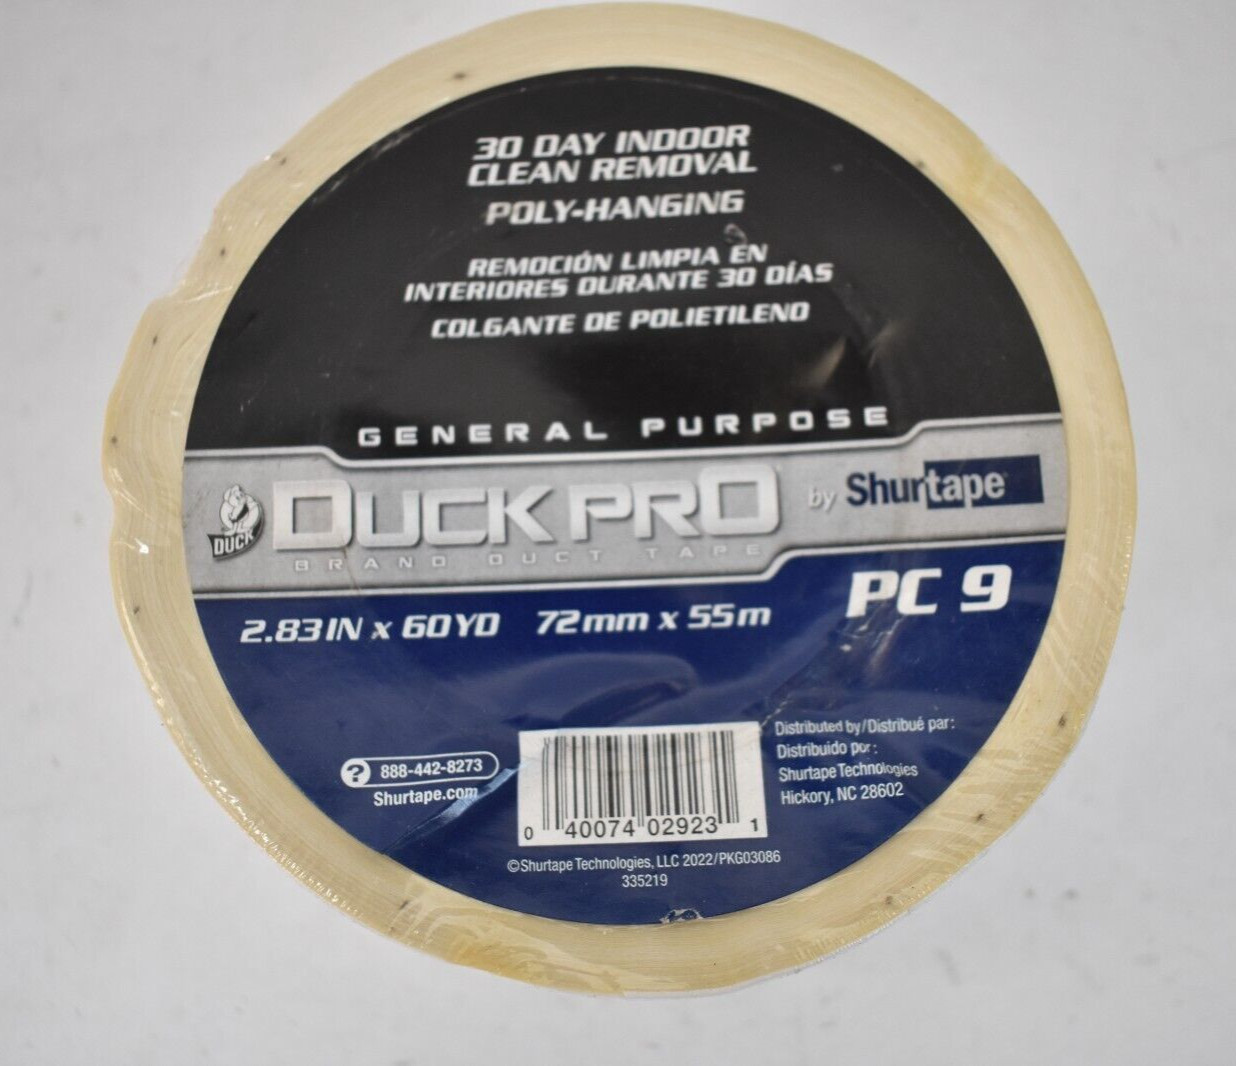 30 DAY INDOOR
CLEAN REMOVAL
POLY-HANGING
REMOCIÓN LIMPIA EN
INTERIORES DURANTE 30 DÍAS
COLGANTE DE POLIETILENO
GENERAL PURPOSE
DUCK
DUCK PRO
by Shurtape
BRAND DUCT TAPE
PC 9
2.83IN x 60YD 72mm x 55m
Distributed by/Distribué par:
Distribuido por:
Shurtape Technologies
Hickory, NC 28602
? 888-442-8273
Shurtape.com
0 40074 02923 1
©Shurtape Technologies, LLC 2022/PKG03086
335219